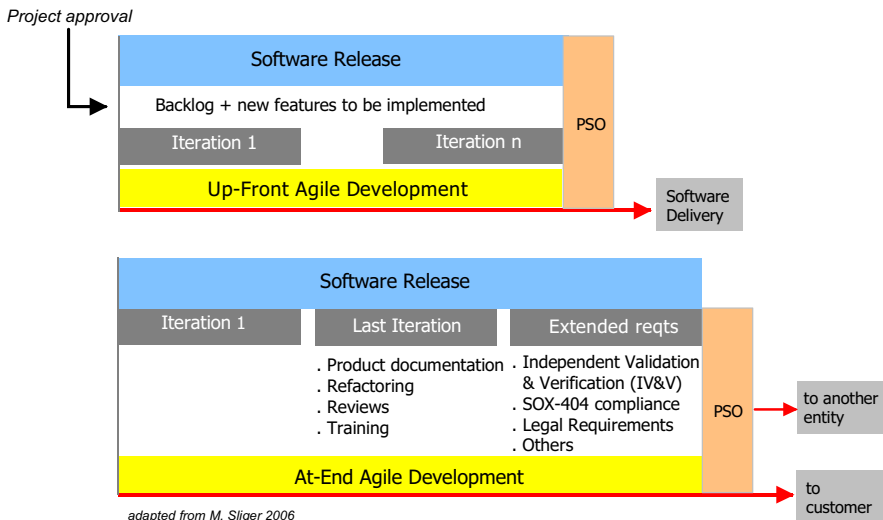 Project approval
Software Release
Backlog + new features to be implemented
PSO
Iteration 1
Iteration n
Up-Front Agile Development
Software
Delivery
Software Release
Iteration 1
Last Iteration
Extended reqts
. Product documentation
. Refactoring
. Reviews
. Training
. Independent Validation
& Verification (IV&V)
. SOX-404 compliance
. Legal Requirements
. Others
PSO
to another
entity
At-End Agile Development
to
customer
adapted from M. Sliger 2006